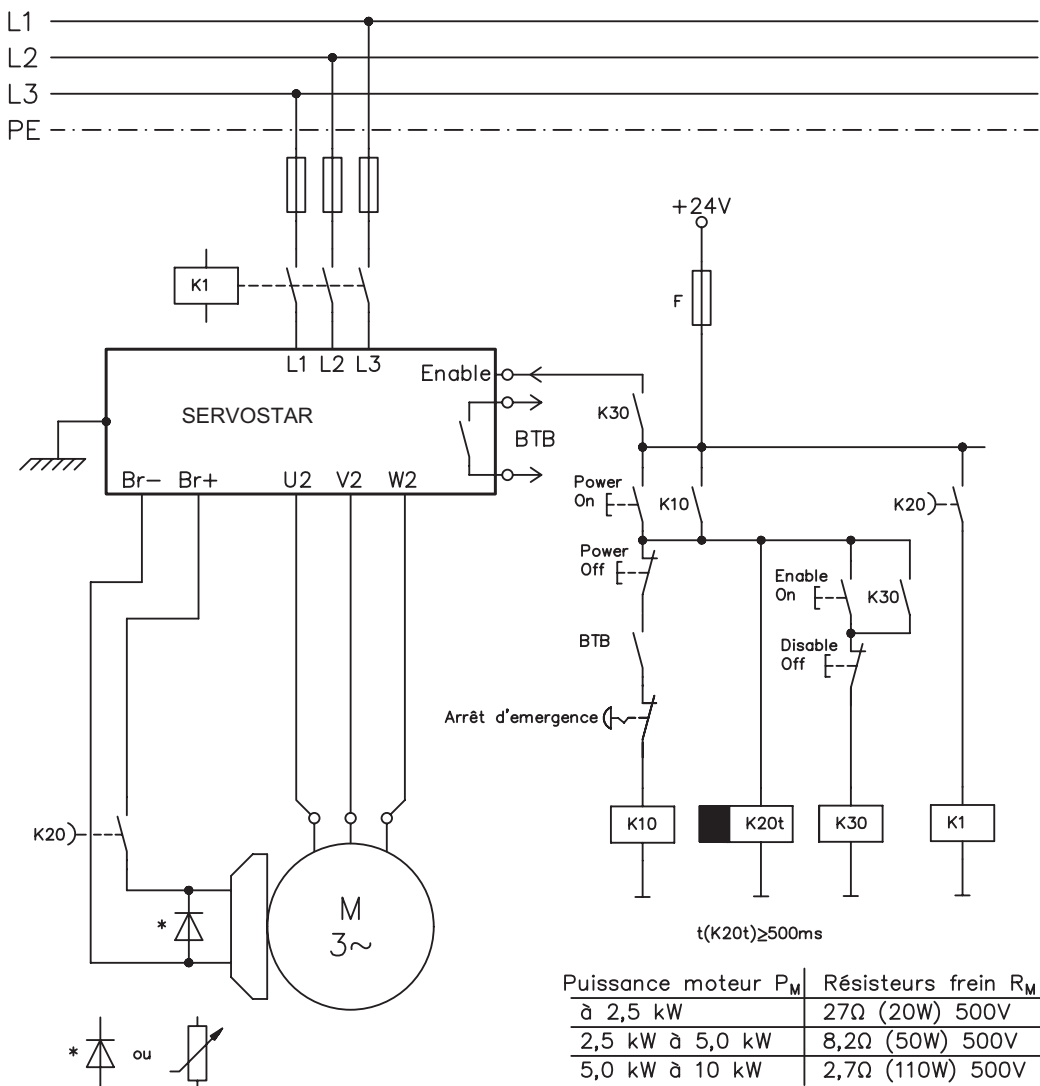 L1
L2
L3
PE
+24V
K1
F
L1 L2 L3
Enable
SERVOSTAR
K30
BTB
Br- Br+ U2 V2 W2
Power
On
K10
K20
Power
Off
Enable
On
K30
BTB
Disable
Off
Arrêt d'emergence
K10
K20t
K30
K1
K20
*
M
3~
t(K20t)≥500ms
Puissance moteur PM Résisteurs frein RM
à 2,5 kW 27Ω (20W) 500V
2,5 kW à 5,0 kW 8,2Ω (50W) 500V
5,0 kW à 10 kW 2,7Ω (110W) 500V
* ou